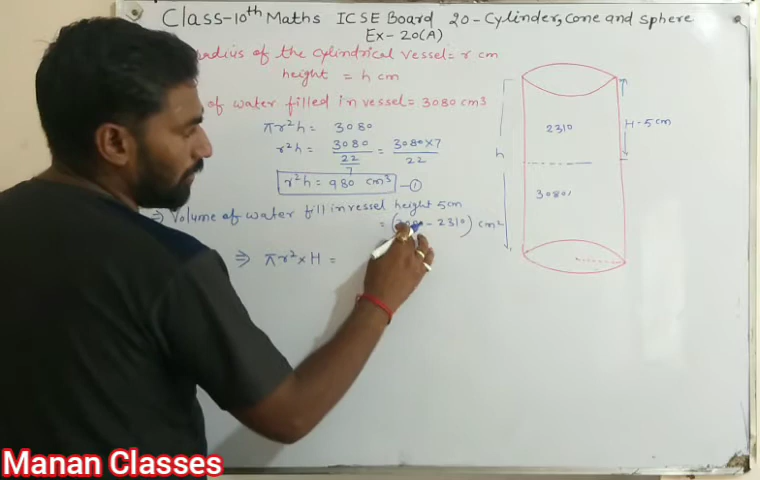 Class-10th Maths ICSE Board 20-Cylinder, Cone and Sphere
Ex-20(A)
radius of the cylindrical vessel = r cm
height = h cm
of water filled in vessel = 3080 cm3
πr²h = 3080
r²h = 3080/22/7 = 3080×7/22
r²h = 980 cm³ —①
⇒ Volume of water fill in vessel height 5cm
- 2310) cm²
⇒ πr²×H =
2310
H-5cm
h
3080
Manan Classes